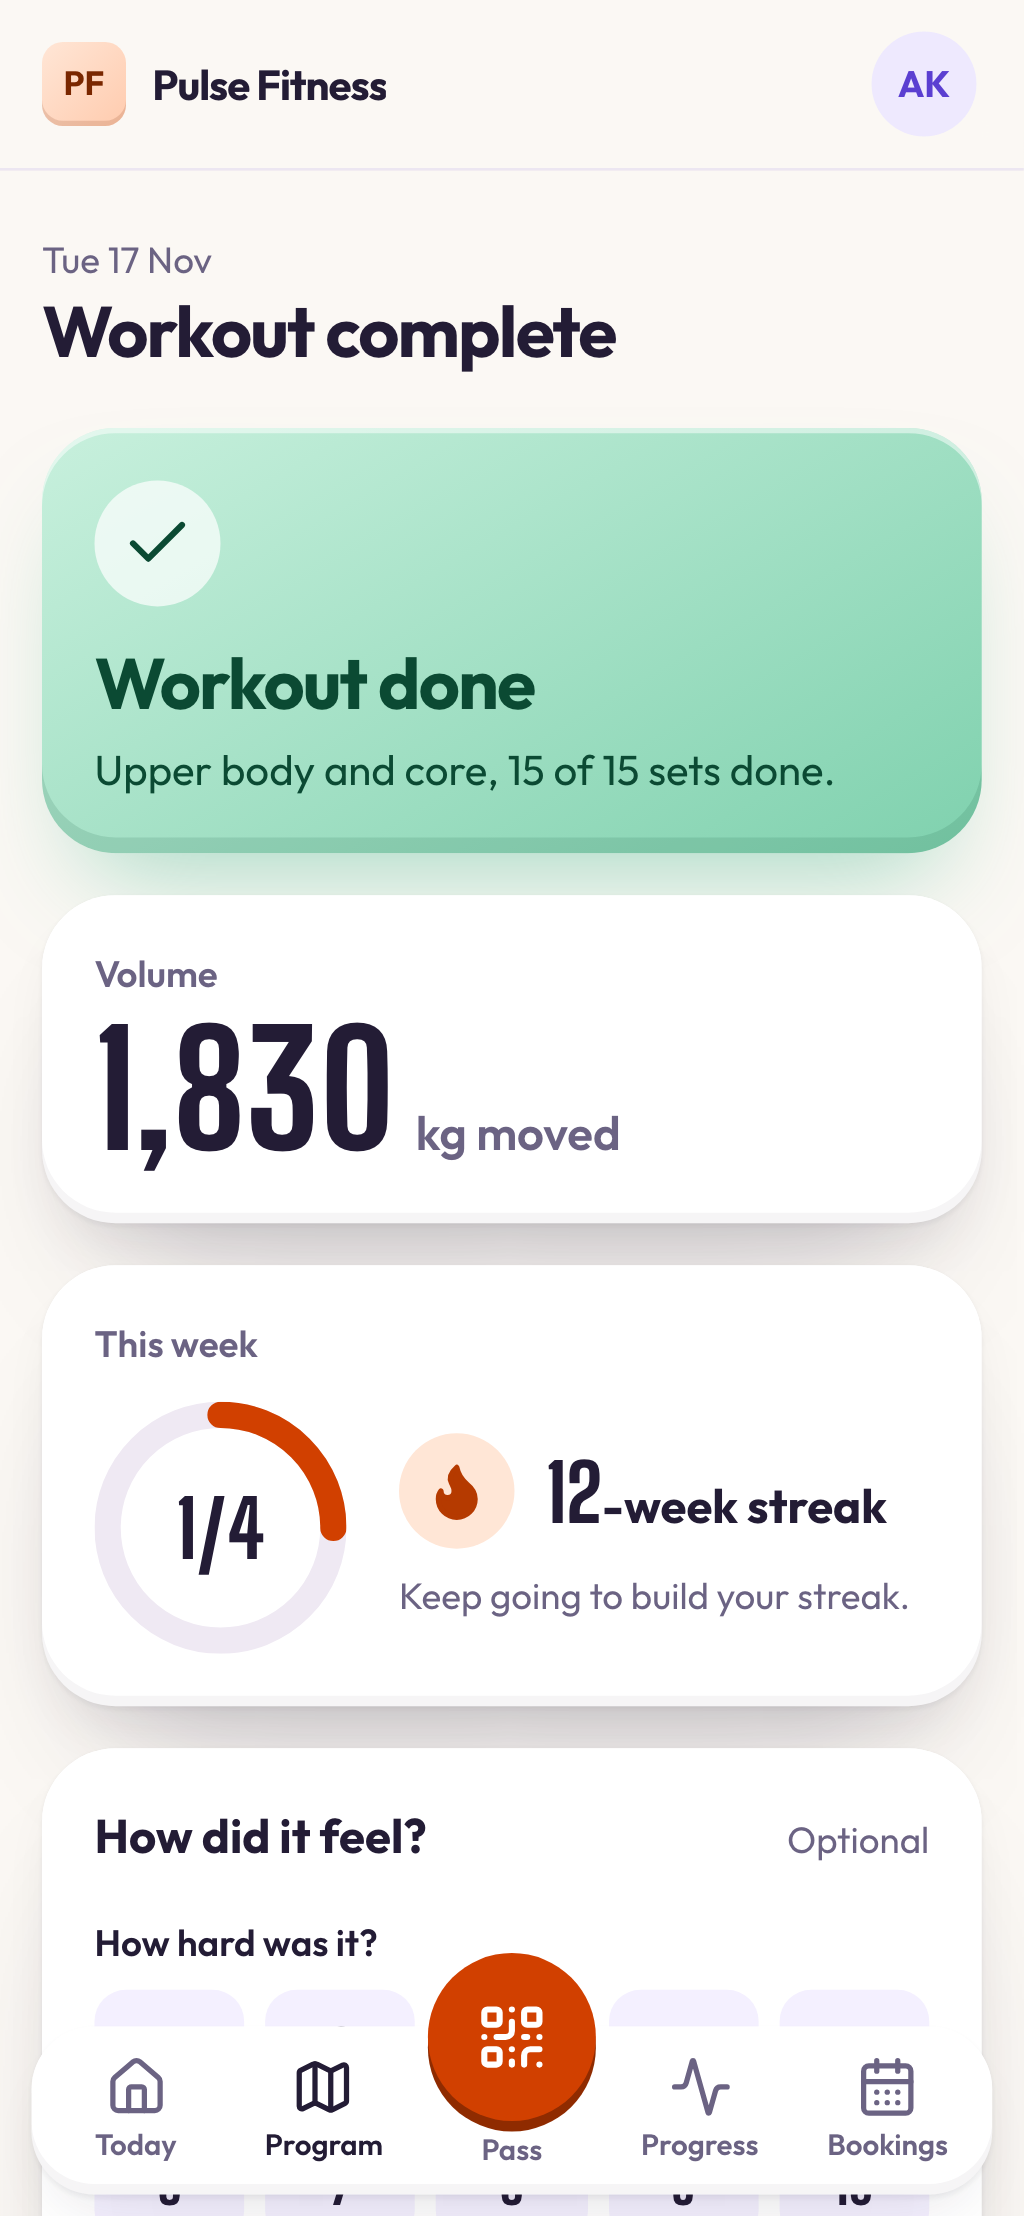 PF Pulse Fitness AK
Tue 17 Nov
Workout complete
Workout done
Upper body and core, 15 of 15 sets done.
Volume
1,830 kg moved
This week
1/4
12-week streak
Keep going to build your streak.
How did it feel? Optional
How hard was it?
Today Program Pass Progress Bookings